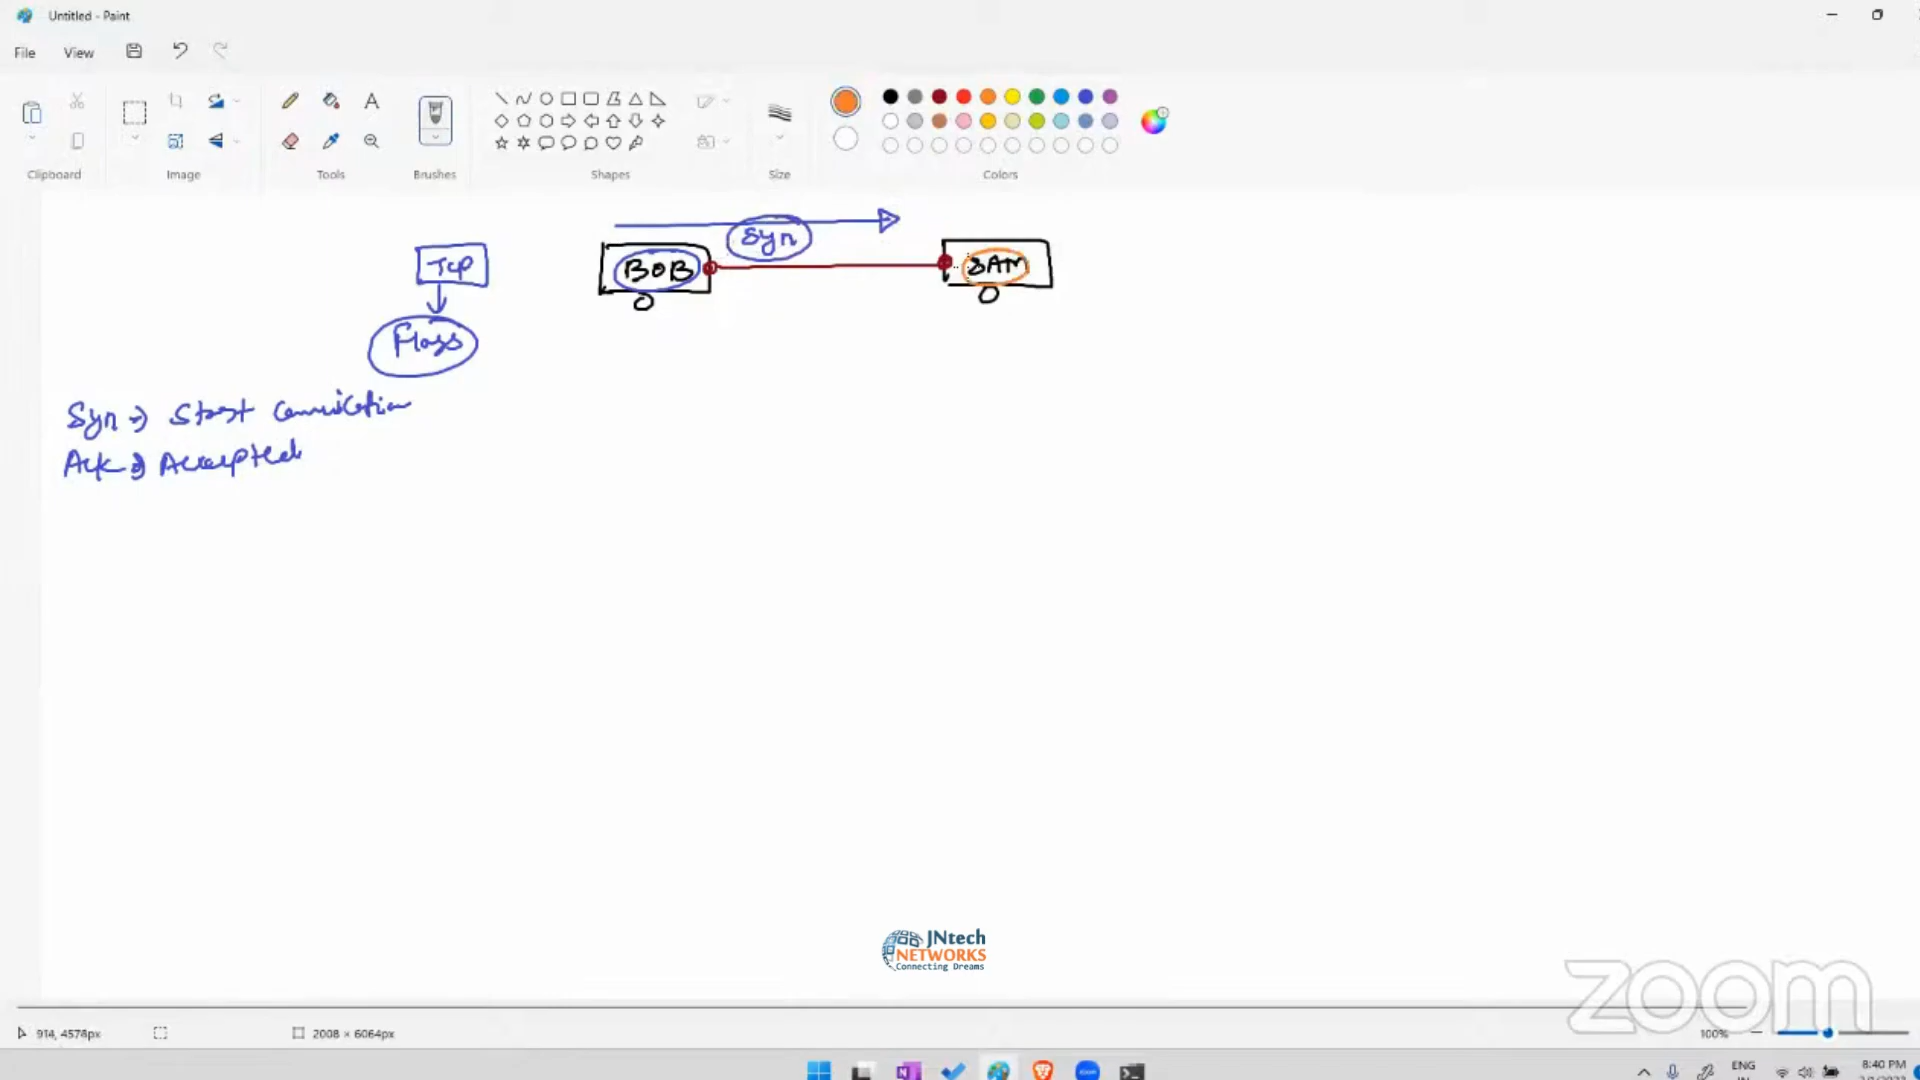 Untitled - Paint
File View
Clipboard
Image
Tools
Brushes
Shapes
Size
Colors
Syn
Tcp
BOB
SAM
Flags
Syn → Start
Ack → Accepted
JNtech
NETWORKS
Connecting Dreams
zoom
914, 4578px
2008 × 6064px
100%
ENG
IN
8:40 PM